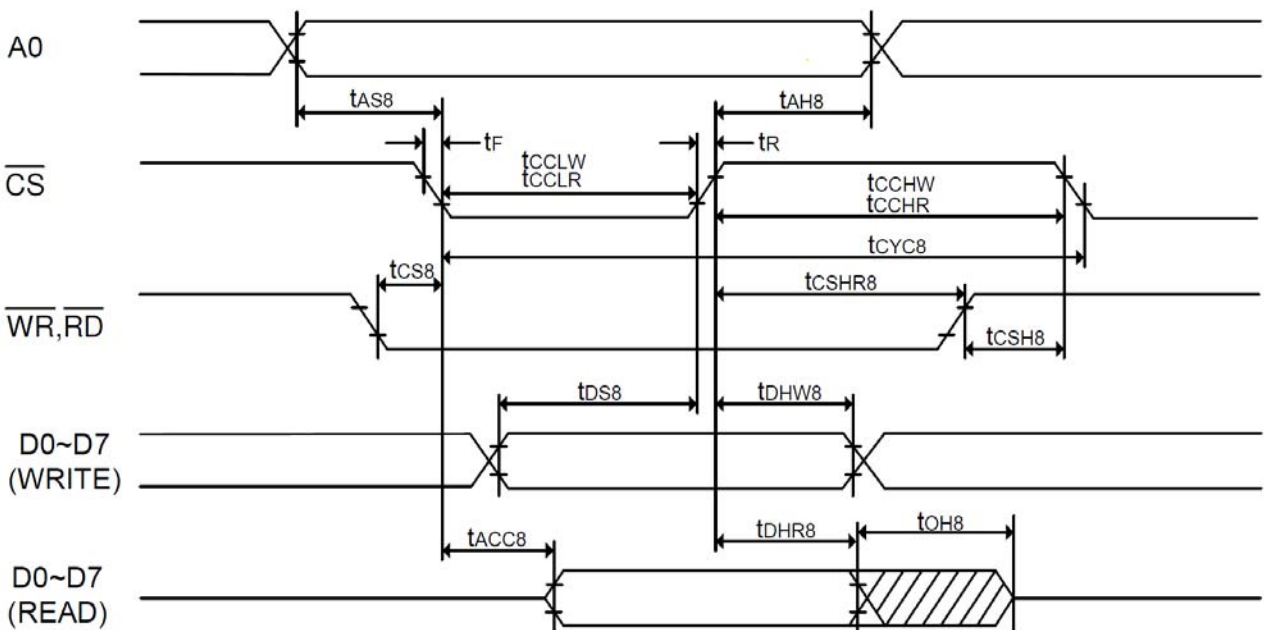 A0
tAS8
tAH8
tF
tR
CS
tCCLW
tCCLR
tCCHW
tCCHR
tCYC8
tCS8
tCSHR8
WR,RD
tCSH8
tDS8
tDHW8
D0~D7
(WRITE)
tACC8
tDHR8
tOH8
D0~D7
(READ)